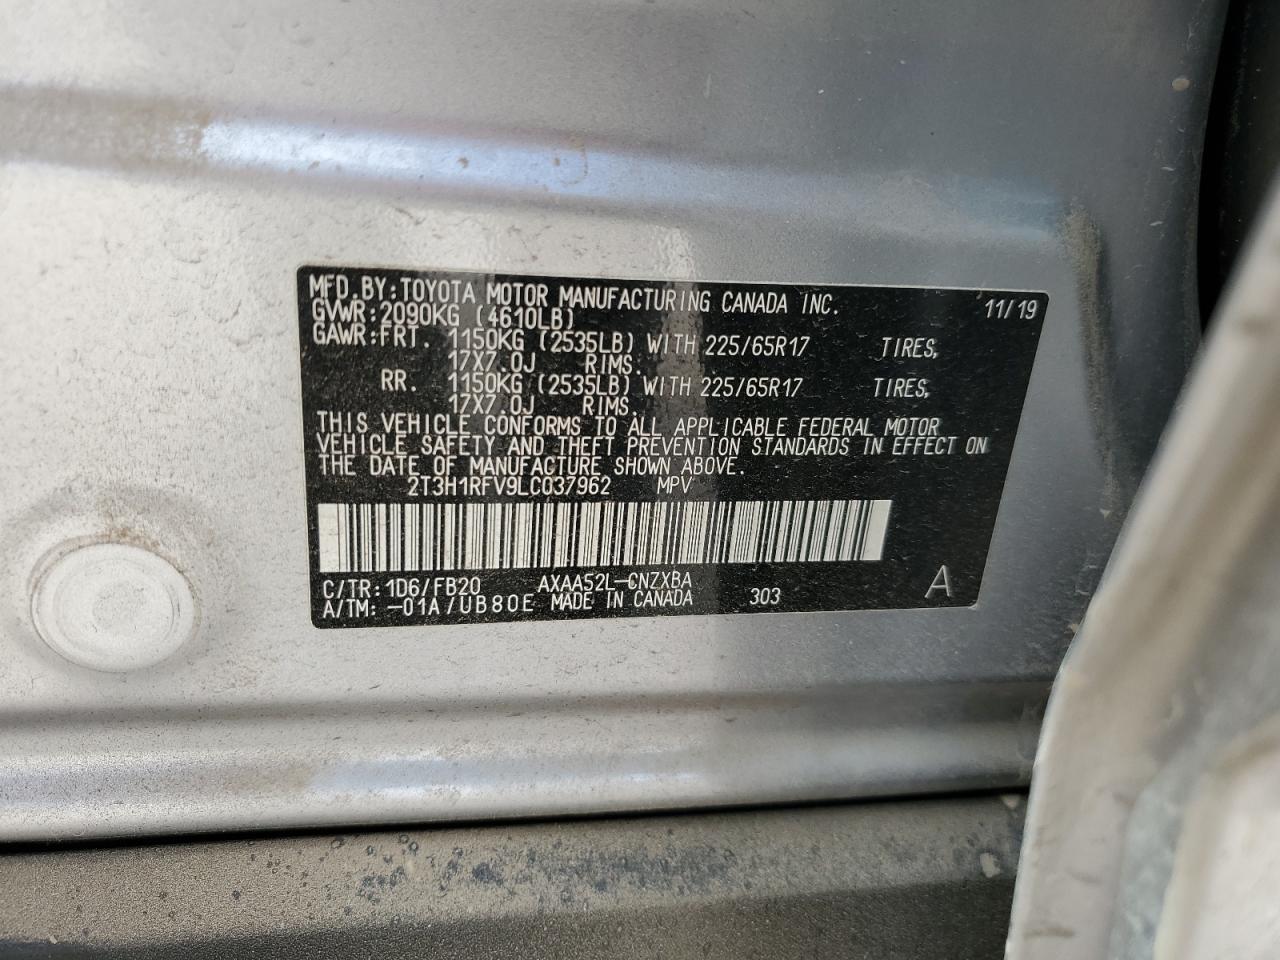 MFD.BY:TOYOTA MOTOR MANUFACTURING CANADA INC. 11/19
GVWR:2090KG (4610LB)
GAWR:FRT. 1150KG (2535LB) WITH 225/65R17 TIRES,
17X7.0J RIMS.
RR. 1150KG (2535LB) WITH 225/65R17 TIRES,
17X7.0J RIMS.
THIS VEHICLE CONFORMS TO ALL APPLICABLE FEDERAL MOTOR
VEHICLE SAFETY AND THEFT PREVENTION STANDARDS IN EFFECT ON
THE DATE OF MANUFACTURE SHOWN ABOVE.
2T3H1RFV9LC037962 MPV
C/TR:1D6/FB20 AXAA52L-CNZXBA
A/TM:-01A/UB80E MADE IN CANADA 303 A